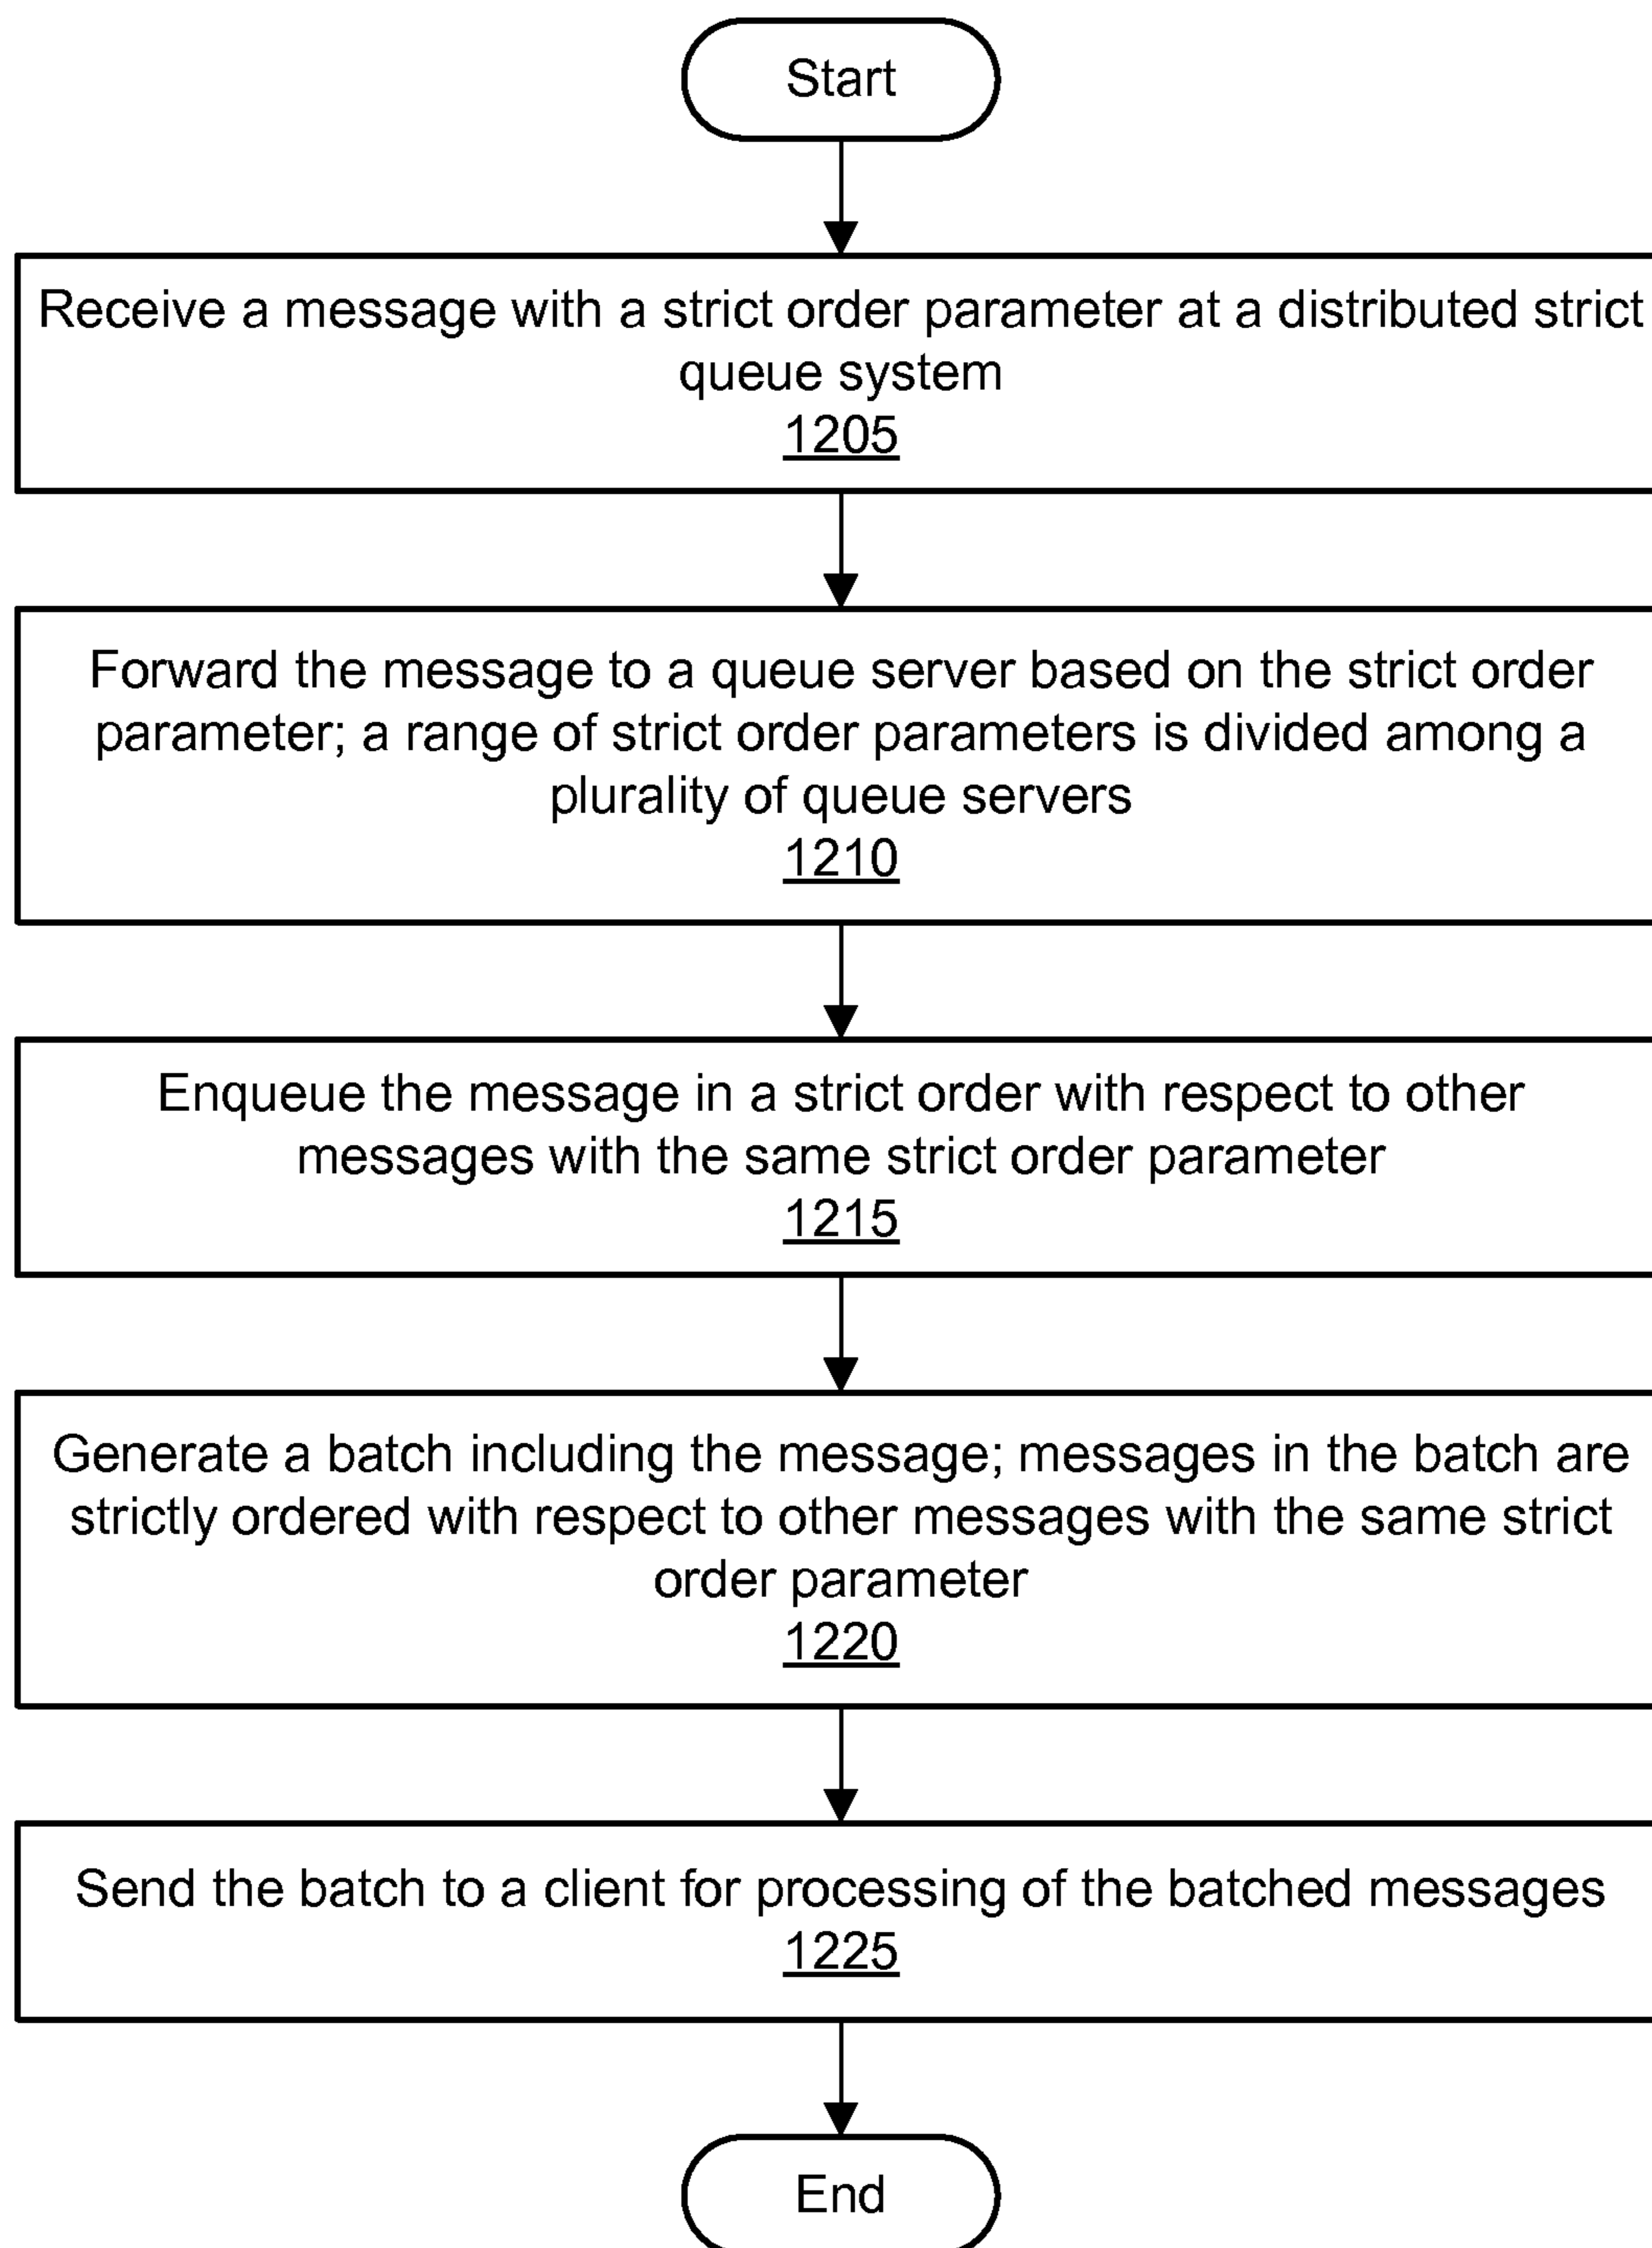 Start
Receive a message with a strict order parameter at a distributed strict
queue system
1205
Forward the message to a queue server based on the strict order
parameter; a range of strict order parameters is divided among a
plurality of queue servers
1210
Enqueue the message in a strict order with respect to other
messages with the same strict order parameter
1215
Generate a batch including the message; messages in the batch are
strictly ordered with respect to other messages with the same strict
order parameter
1220
Send the batch to a client for processing of the batched messages
1225
End